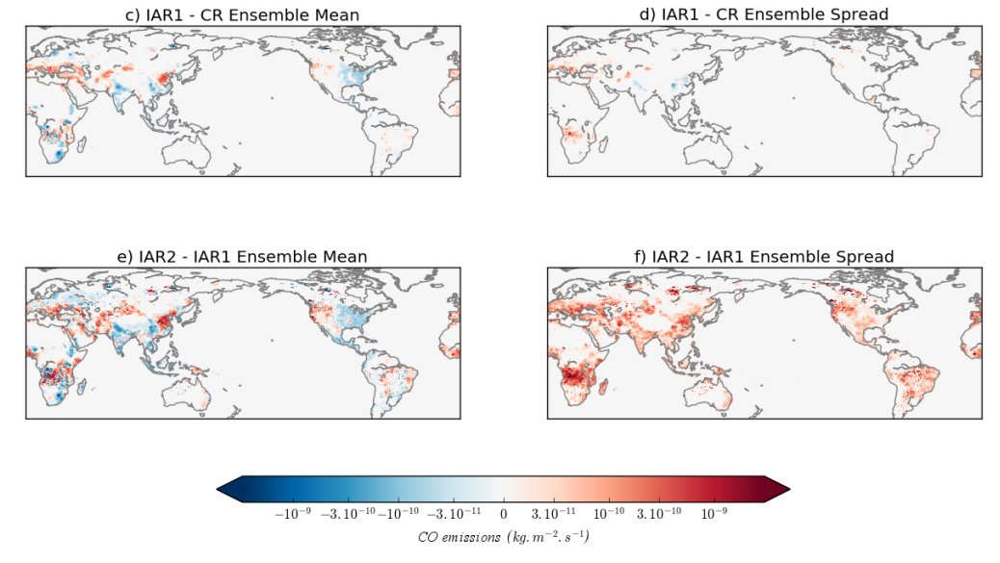 c) IAR1 - CR Ensemble Mean
d) IAR1 - CR Ensemble Spread
e) IAR2 - IAR1 Ensemble Mean
f) IAR2 - IAR1 Ensemble Spread
−10⁻⁹ −3.10⁻¹⁰ −10⁻¹⁰ −3.10⁻¹¹ 0 3.10⁻¹¹ 10⁻¹⁰ 3.10⁻¹⁰ 10⁻⁹
CO emissions (kg.m⁻².s⁻¹)